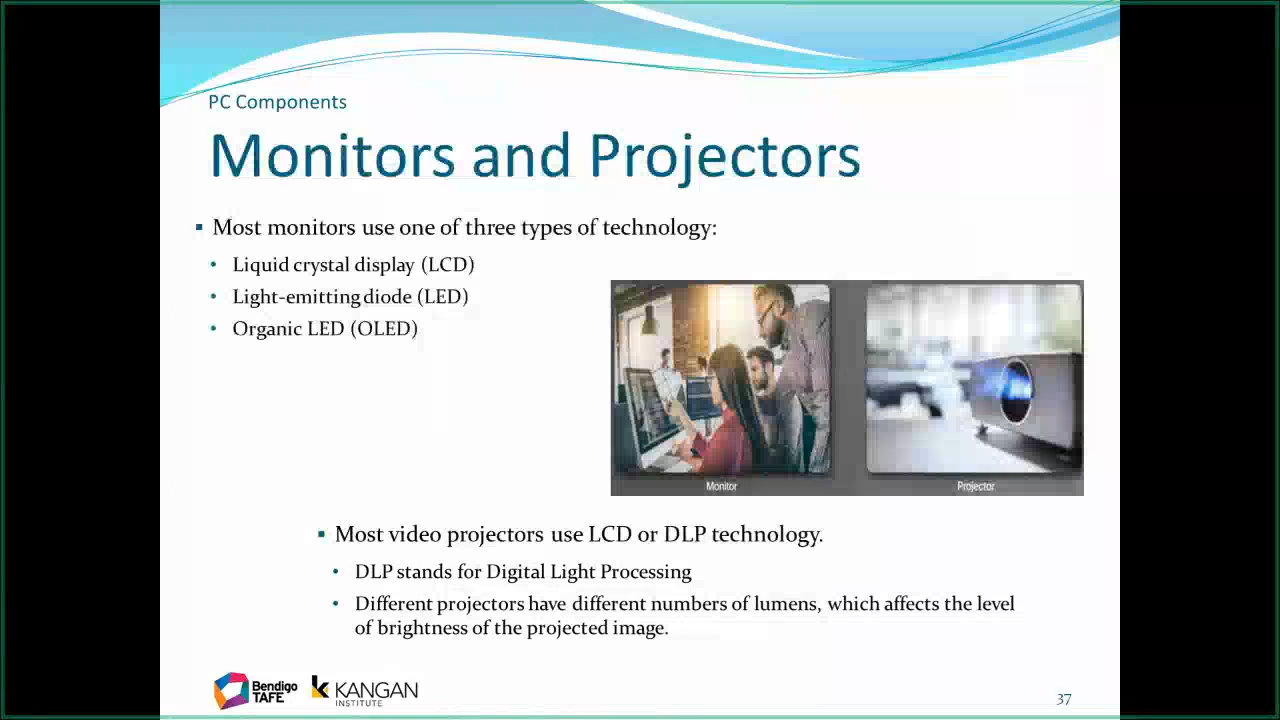 PC Components
Monitors and Projectors
▪ Most monitors use one of three types of technology:
• Liquid crystal display (LCD)
• Light-emitting diode (LED)
• Organic LED (OLED)
Monitor
Projector
▪ Most video projectors use LCD or DLP technology.
• DLP stands for Digital Light Processing
• Different projectors have different numbers of lumens, which affects the level
of brightness of the projected image.
Bendigo
TAFE
KANGAN
INSTITUTE
37